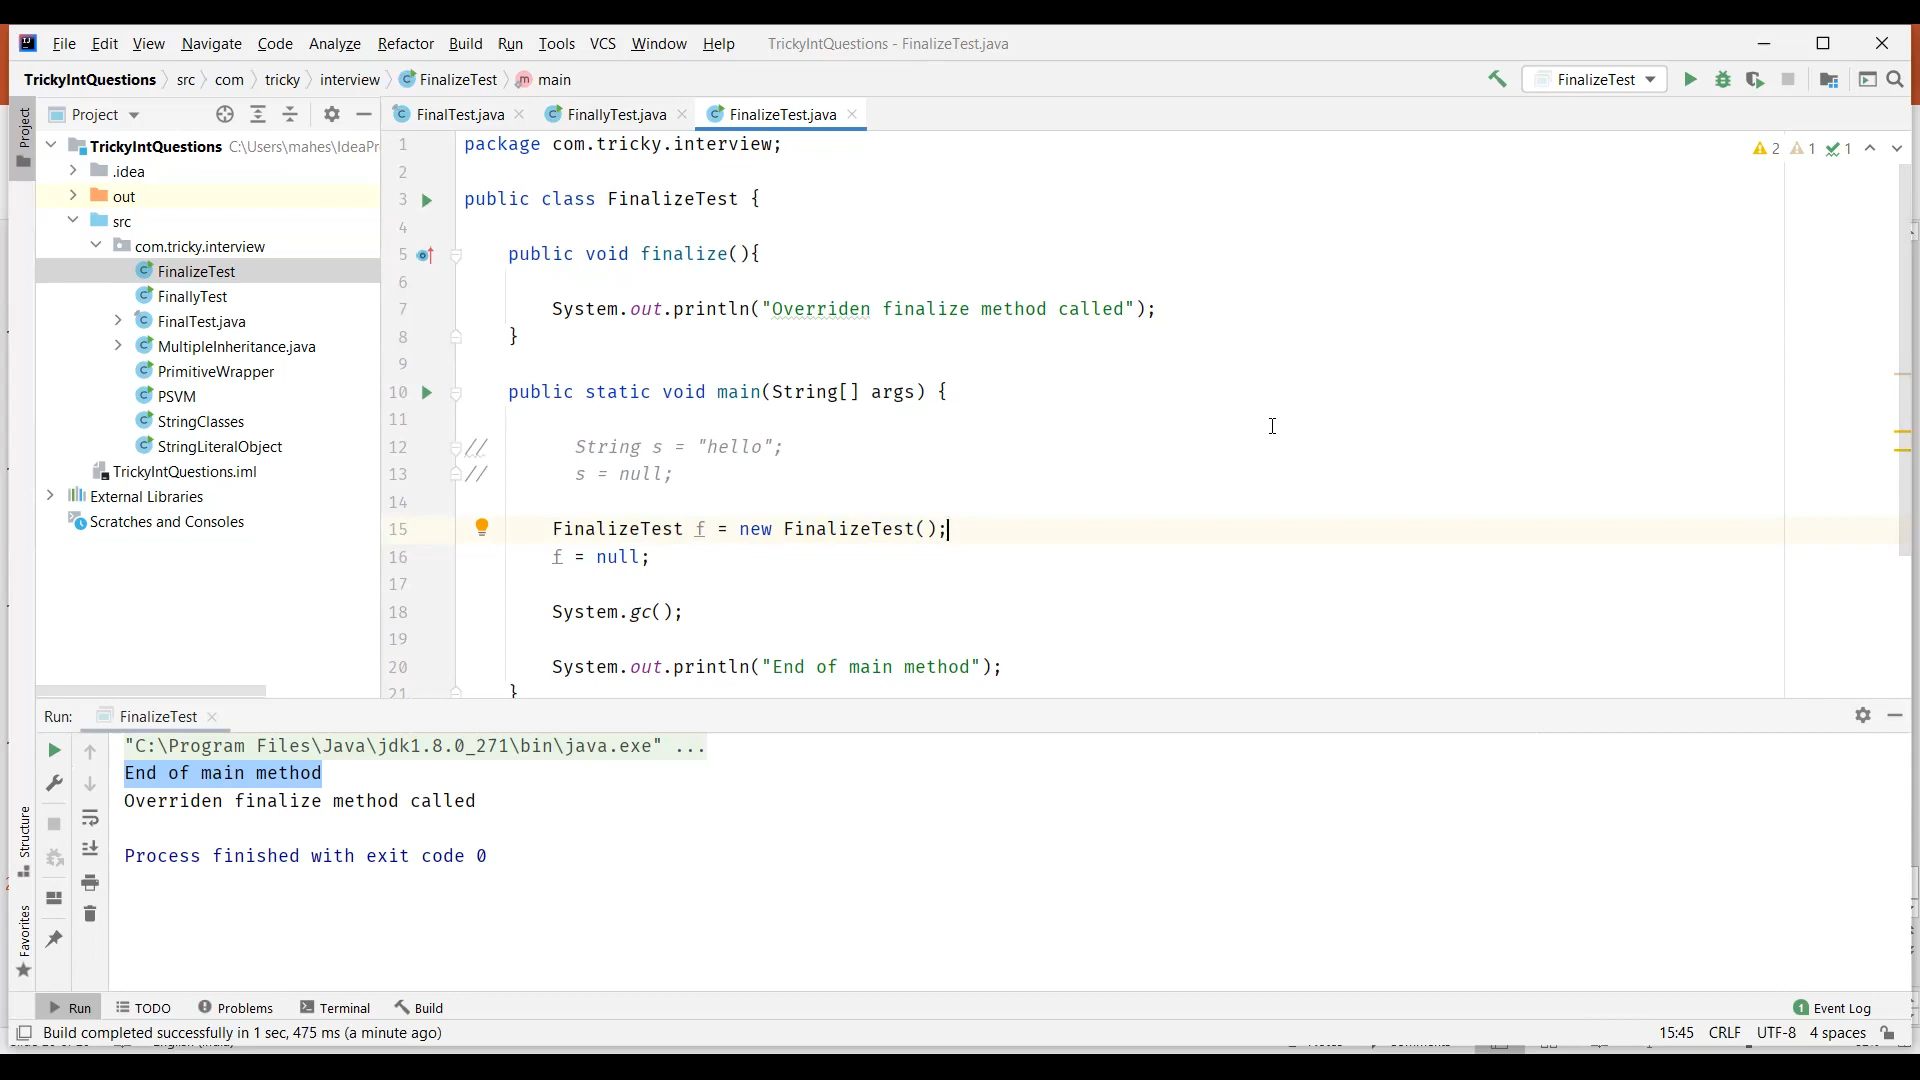 File Edit View Navigate Code Analyze Refactor Build Run Tools VCS Window Help TrickyIntQuestions - FinalizeTest.java
TrickyIntQuestions src com tricky interview FinalizeTest main FinalizeTest
Project FinalTest.java FinallyTest.java FinalizeTest.java
Project
TrickyIntQuestions C:\Users\mahes\IdeaPr
.idea
out
src
com.tricky.interview
FinalizeTest
FinallyTest
FinalTest.java
MultipleInheritance.java
PrimitiveWrapper
PSVM
StringClasses
StringLiteralObject
TrickyIntQuestions.iml
External Libraries
Scratches and Consoles
2 1 1
1 package com.tricky.interview;
2
3 public class FinalizeTest {
4
5 public void finalize(){
6
7 System.out.println("Overriden finalize method called");
8 }
9
10 public static void main(String[] args) {
11
12 // String s = "hello";
13 // s = null;
14
15 FinalizeTest f = new FinalizeTest();
16 f = null;
17
18 System.gc();
19
20 System.out.println("End of main method");
21 }
Run: FinalizeTest
"C:\Program Files\Java\jdk1.8.0_271\bin\java.exe" ...
End of main method
Overriden finalize method called
Process finished with exit code 0
Structure
Favorites
Run TODO Problems Terminal Build 1 Event Log
Build completed successfully in 1 sec, 475 ms (a minute ago) 15:45 CRLF UTF-8 4 spaces